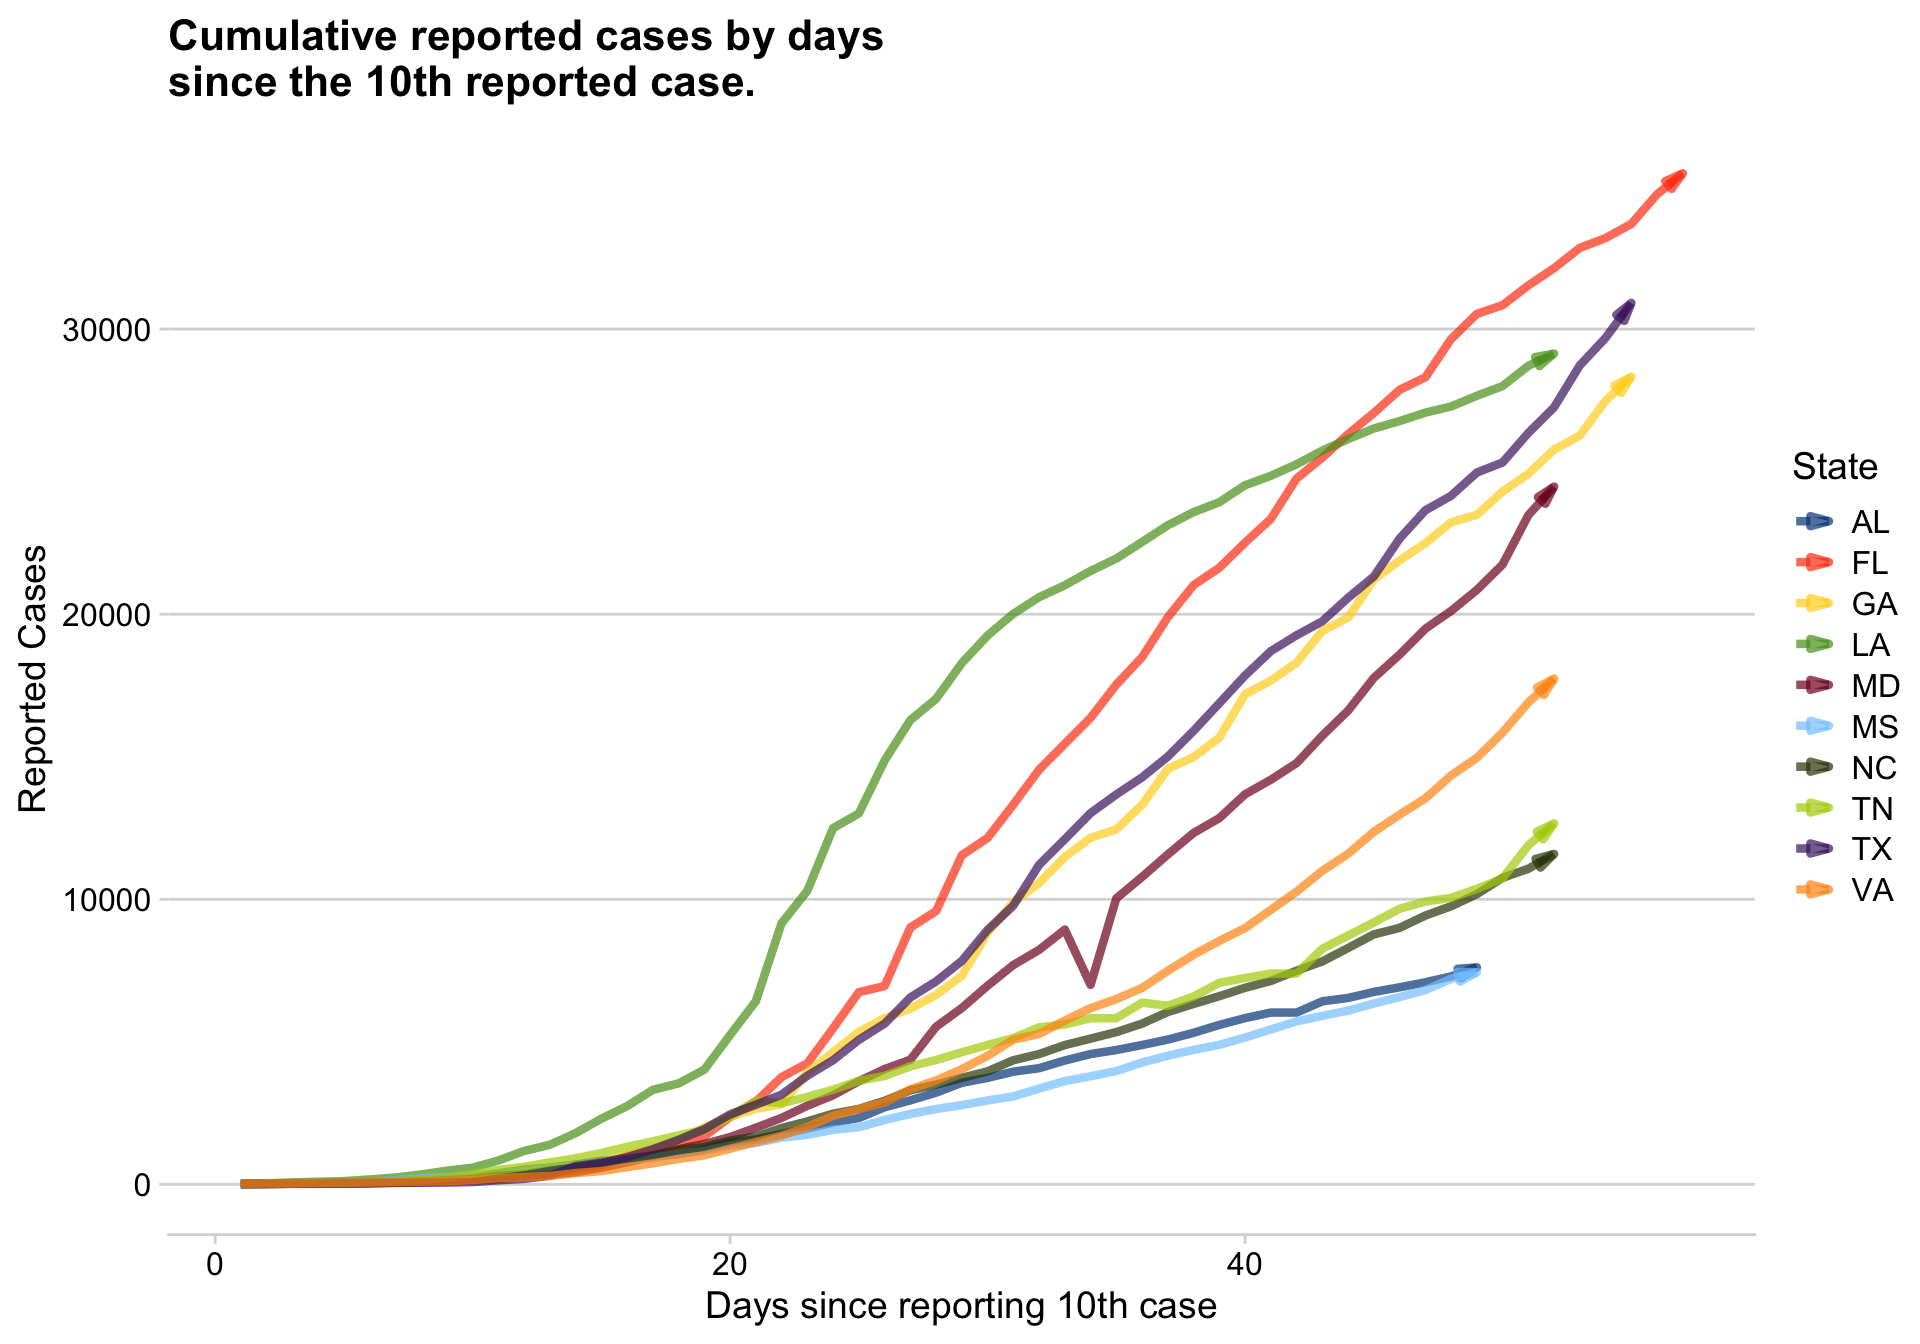 Cumulative reported cases by days
since the 10th reported case.
30000
20000
10000
0
Reported Cases
0
20
40
Days since reporting 10th case
State
AL
FL
GA
LA
MD
MS
NC
TN
TX
VA